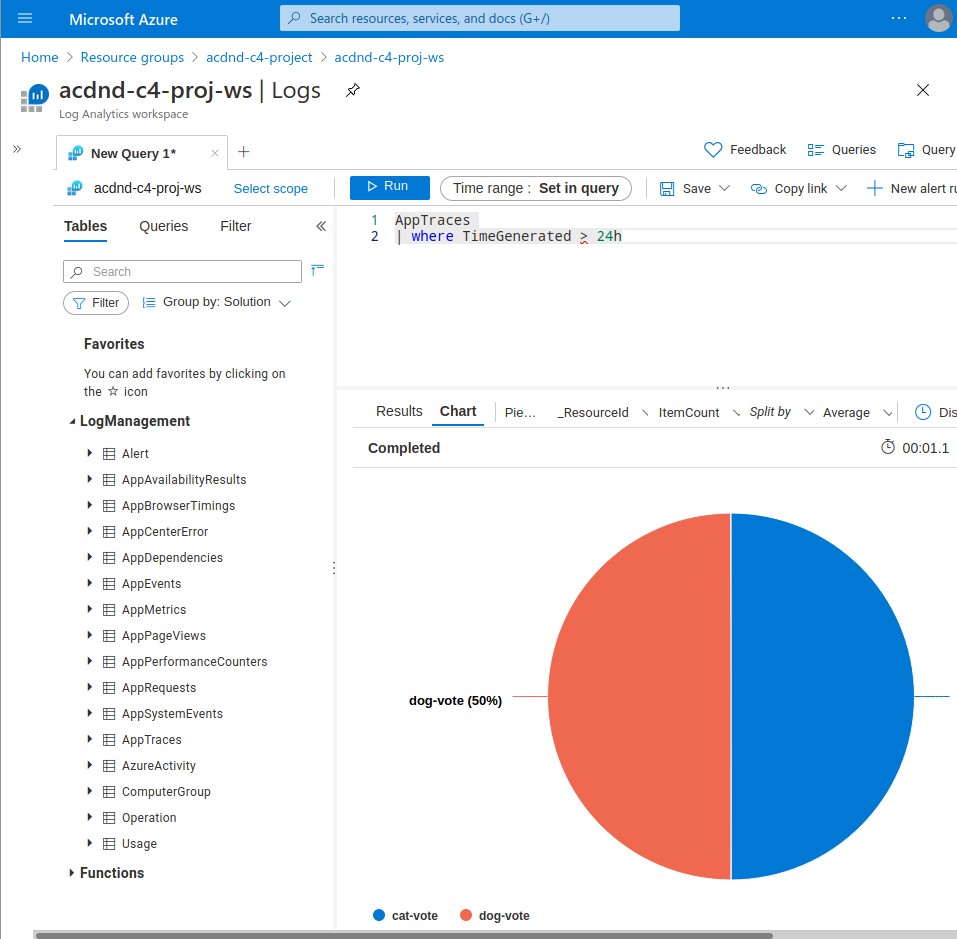 Microsoft Azure
Search resources, services, and docs (G+/)
Home > Resource groups > acdnd-c4-project > acdnd-c4-proj-ws
acdnd-c4-proj-ws | Logs
Log Analytics workspace
New Query 1*
Feedback
Queries
Query
acdnd-c4-proj-ws
Select scope
Run
Time range : Set in query
Save
Copy link
New alert ru
Tables
Queries
Filter
Search
Filter
Group by: Solution
Favorites
You can add favorites by clicking on
the ☆ icon
LogManagement
Alert
AppAvailabilityResults
AppBrowserTimings
AppCenterError
AppDependencies
AppEvents
AppMetrics
AppPageViews
AppPerformanceCounters
AppRequests
AppSystemEvents
AppTraces
AzureActivity
ComputerGroup
Operation
Usage
Functions
1 AppTraces
2 | where TimeGenerated > 24h
Results
Chart
Pie...
_ResourceId
ItemCount
Split by
Average
Dis
Completed
00:01.1
dog-vote (50%)
cat-vote
dog-vote